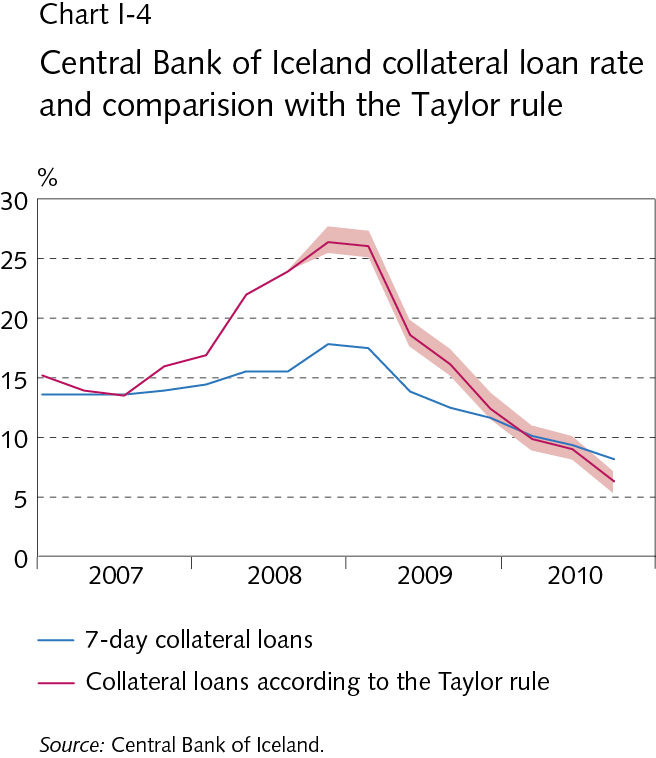 Chart I-4
Central Bank of Iceland collateral loan rate
and comparision with the Taylor rule
%
30
25
20
15
10
5
0
2007 2008 2009 2010
7-day collateral loans
Collateral loans according to the Taylor rule
Source: Central Bank of Iceland.